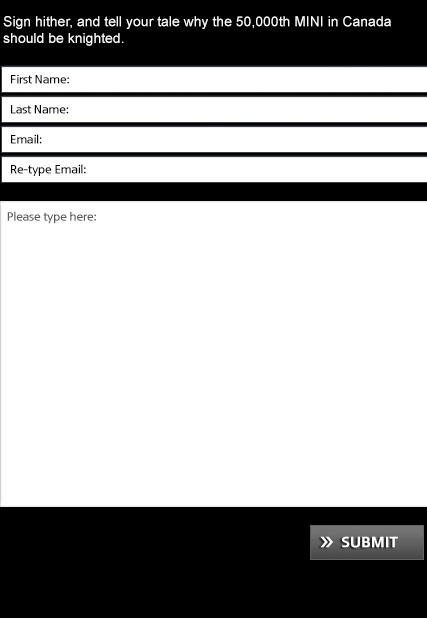 Sign hither, and tell your tale why the 50,000th MINI in Canada
should be knighted.
First Name:
Last Name:
Email:
Re-type Email:
Please type here:
» SUBMIT